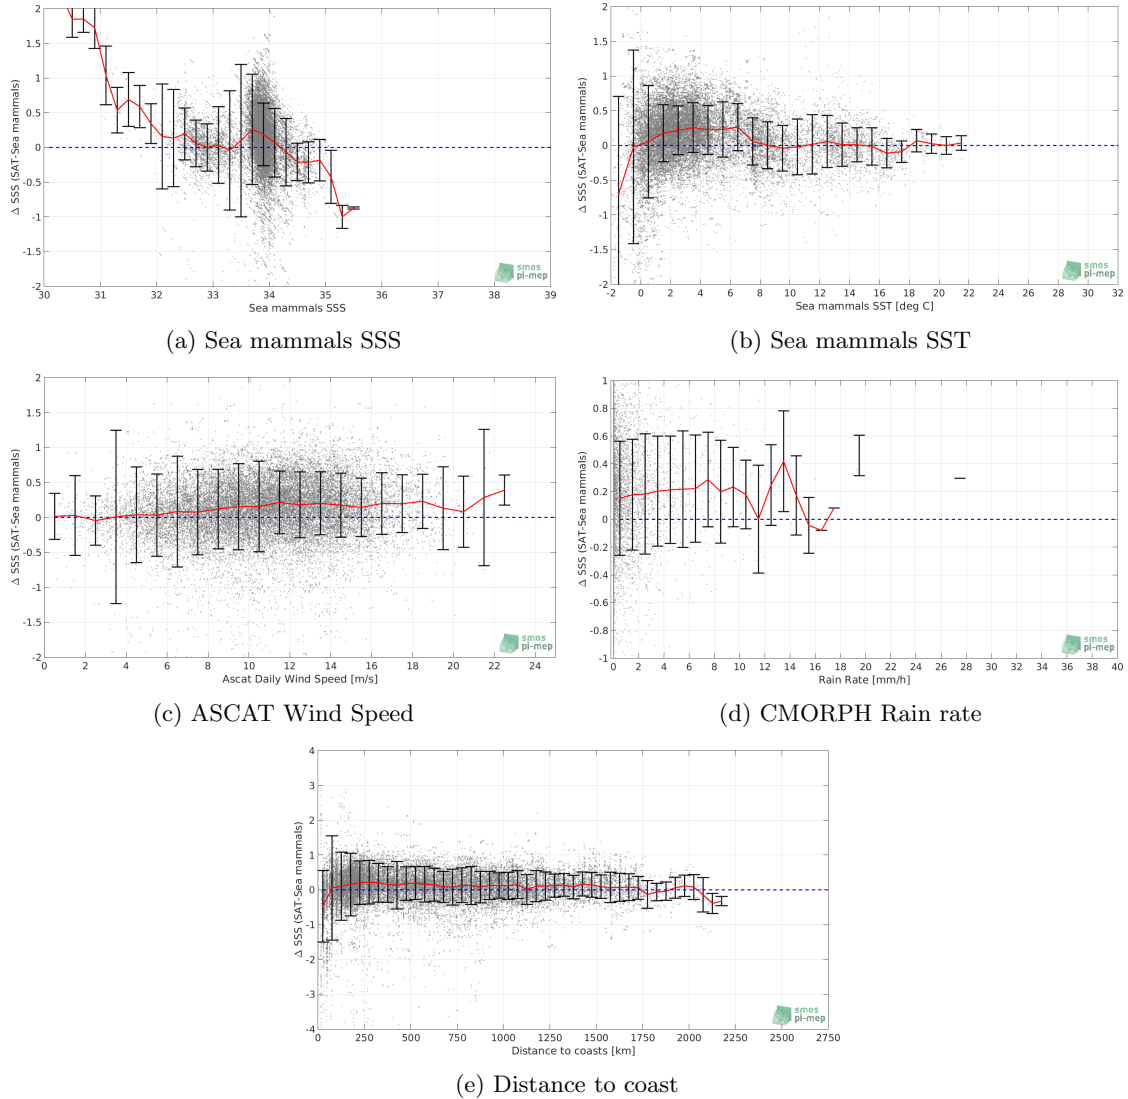 2
1.5
1
0.5
0
-0.5
-1
-1.5
-2
Δ SSS (SAT-Sea mammals)
30 31 32 33 34 35 36 37 38 39
Sea mammals SSS
smos
pi-mep
(a) Sea mammals SSS
2
1.5
1
0.5
0
-0.5
-1
-1.5
-2
Δ SSS (SAT-Sea mammals)
-2 0 2 4 6 8 10 12 14 16 18 20 22 24 26 28 30 32
Sea mammals SST [deg C]
smos
pi-mep
(b) Sea mammals SST
2
1.5
1
0.5
0
-0.5
-1
-1.5
-2
Δ SSS (SAT-Sea mammals)
0 2 4 6 8 10 12 14 16 18 20 22 24
Ascat Daily Wind Speed [m/s]
smos
pi-mep
(c) ASCAT Wind Speed
1
0.8
0.6
0.4
0.2
0
-0.2
-0.4
-0.6
-0.8
-1
Δ SSS (SAT-Sea mammals)
0 2 4 6 8 10 12 14 16 18 20 22 24 26 28 30 32 34 36 38 40
Rain Rate [mm/h]
smos
pi-mep
(d) CMORPH Rain rate
4
3
2
1
0
-1
-2
-3
-4
Δ SSS (SAT-Sea mammals)
0 250 500 750 1000 1250 1500 1750 2000 2250 2500 2750
Distance to coasts [km]
smos
pi-mep
(e) Distance to coast